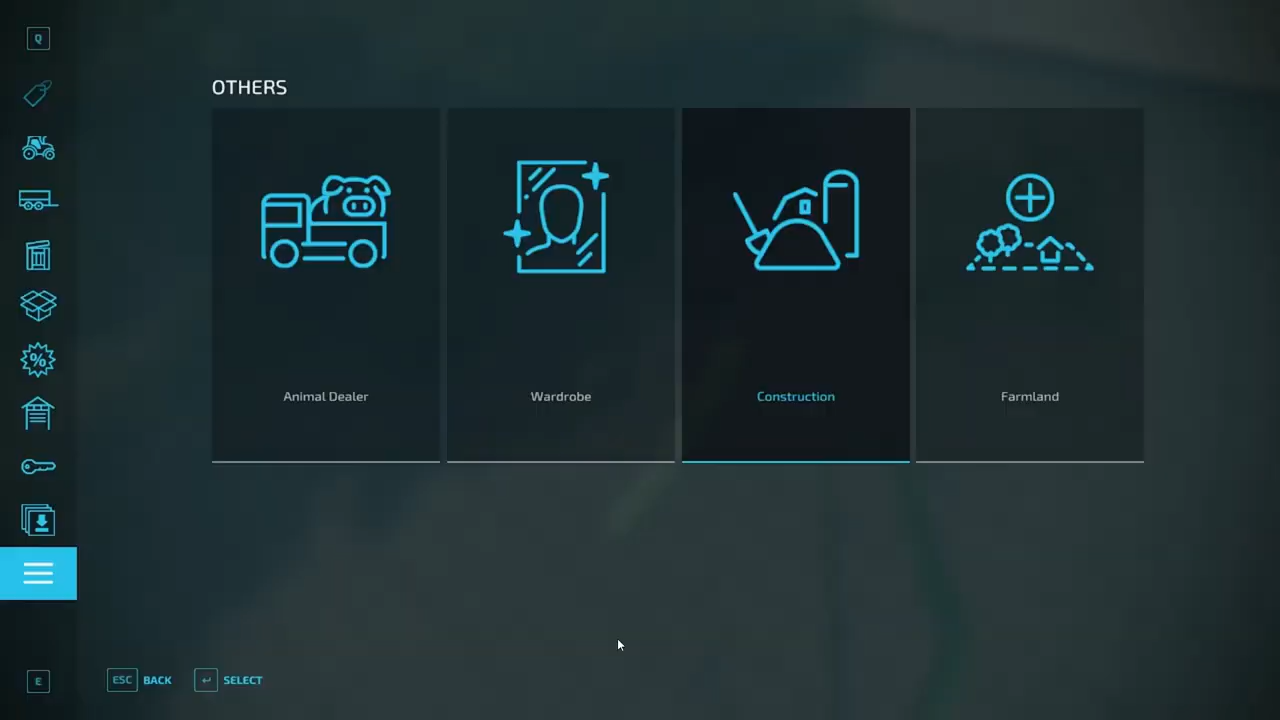 Q
OTHERS
Animal Dealer
Wardrobe
Construction
Farmland
%
E
ESC BACK
SELECT